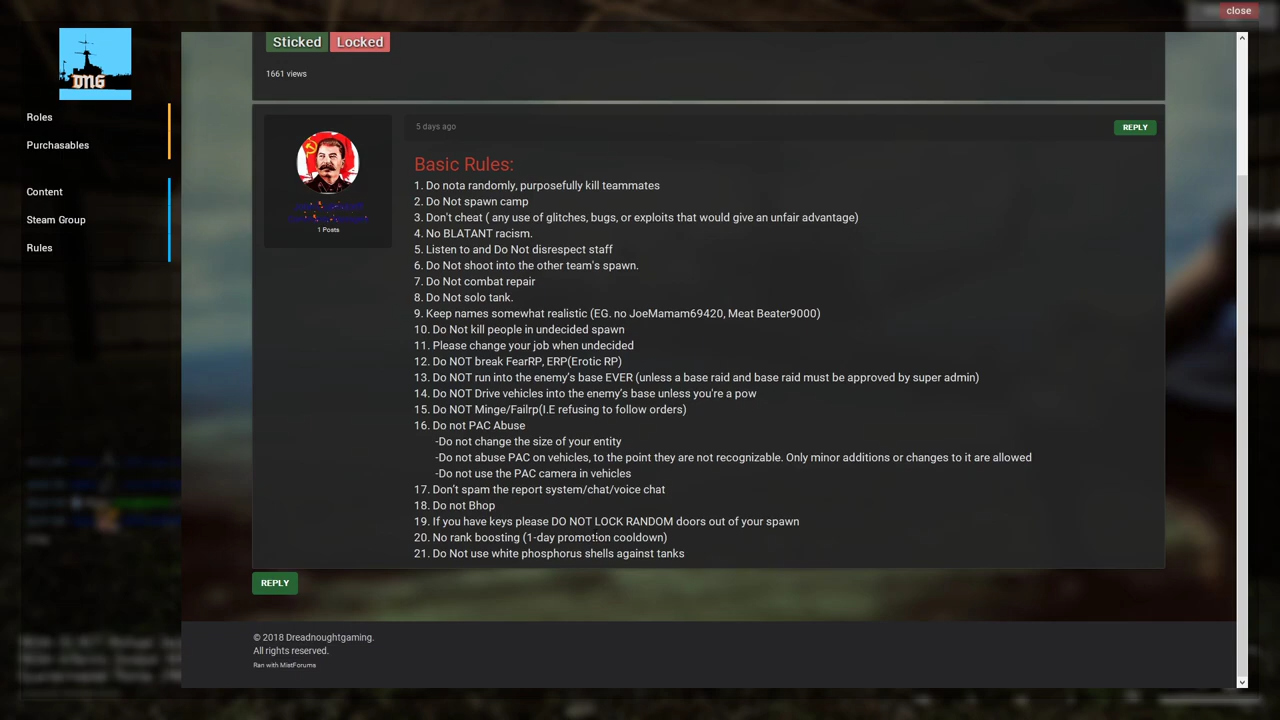 close
DNG
Roles
Purchasables
Content
Steam Group
Rules
Sticked Locked
1661 views
1 Posts
5 days ago
REPLY
Basic Rules:
1. Do nota randomly, purposefully kill teammates
2. Do Not spawn camp
3. Don't cheat ( any use of glitches, bugs, or exploits that would give an unfair advantage)
4. No BLATANT racism.
5. Listen to and Do Not disrespect staff
6. Do Not shoot into the other team's spawn.
7. Do Not combat repair
8. Do Not solo tank.
9. Keep names somewhat realistic (EG. no JoeMamam69420, Meat Beater9000)
10. Do Not kill people in undecided spawn
11. Please change your job when undecided
12. Do NOT break FearRP, ERP(Erotic RP)
13. Do NOT run into the enemy's base EVER (unless a base raid and base raid must be approved by super admin)
14. Do NOT Drive vehicles into the enemy's base unless you're a pow
15. Do NOT Minge/Failrp(I.E refusing to follow orders)
16. Do not PAC Abuse
-Do not change the size of your entity
-Do not abuse PAC on vehicles, to the point they are not recognizable. Only minor additions or changes to it are allowed
-Do not use the PAC camera in vehicles
17. Don't spam the report system/chat/voice chat
18. Do not Bhop
19. If you have keys please DO NOT LOCK RANDOM doors out of your spawn
20. No rank boosting (1-day promotion cooldown)
21. Do Not use white phosphorus shells against tanks
REPLY
© 2018 Dreadnoughtgaming.
All rights reserved.
Ran with MistForums